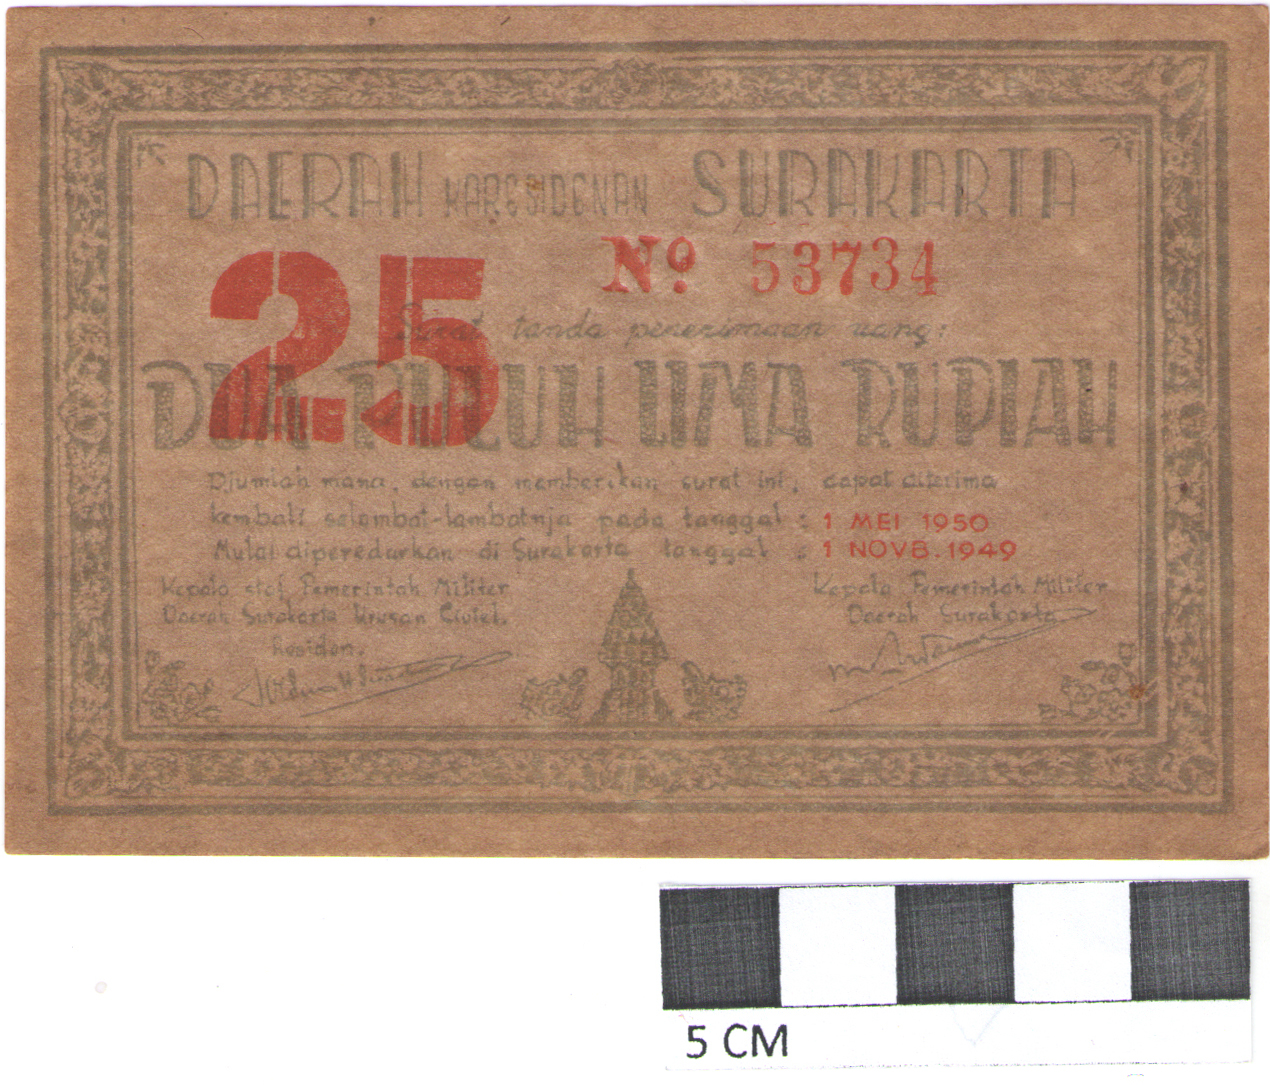 DAERAH KARESIDENAN SURAKARTA
25
No. 53734
Surat tanda penerimaan uang:
DUA PULUH LIMA RUPIAH
Djumlah mana, dengan memberikan surat ini, dapat diterima
kembali selambat-lambatnja pada tanggal : 1 MEI 1950
Mulai diperedarkan di Surakarta tanggal : 1 NOVB. 1949
Kepala staf Pemerintah Militer
Daerah Surakarta Urusan Civiel.
Residen.
Kepala Pemerintah Militer
Daerah Surakarta
5 CM